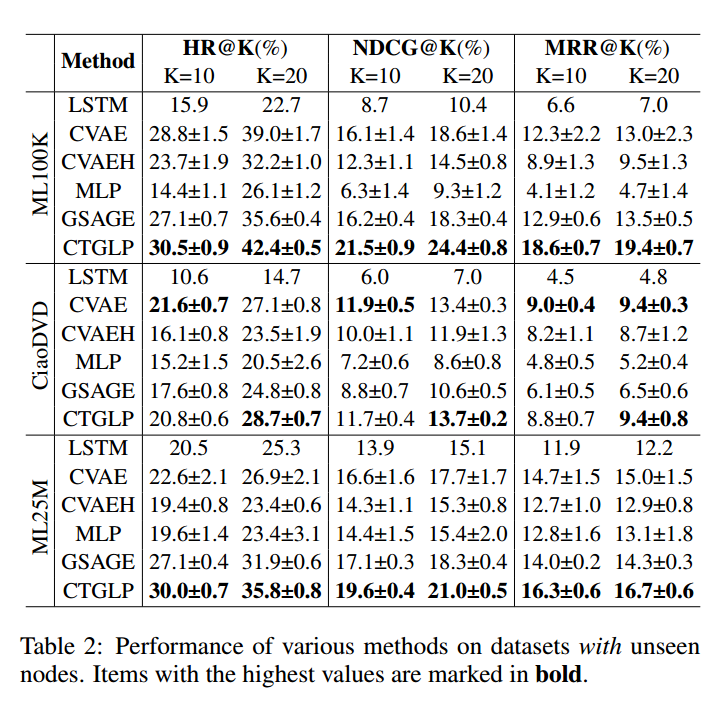 Method HR@K(%) NDCG@K(%) MRR@K(%)
K=10 K=20 K=10 K=20 K=10 K=20
ML100K
LSTM 15.9 22.7 8.7 10.4 6.6 7.0
CVAE 28.8±1.5 39.0±1.7 16.1±1.4 18.6±1.4 12.3±2.2 13.0±2.3
CVAEH 23.7±1.9 32.2±1.0 12.3±1.1 14.5±0.8 8.9±1.3 9.5±1.3
MLP 14.4±1.1 26.1±1.2 6.3±1.4 9.3±1.2 4.1±1.2 4.7±1.4
GSAGE 27.1±0.7 35.6±0.4 16.2±0.4 18.3±0.4 12.9±0.6 13.5±0.5
CTGLP 30.5±0.9 42.4±0.5 21.5±0.9 24.4±0.8 18.6±0.7 19.4±0.7
CiaoDVD
LSTM 10.6 14.7 6.0 7.0 4.5 4.8
CVAE 21.6±0.7 27.1±0.8 11.9±0.5 13.4±0.3 9.0±0.4 9.4±0.3
CVAEH 16.1±0.8 23.5±1.9 10.0±1.1 11.9±1.3 8.2±1.1 8.7±1.2
MLP 15.2±1.5 20.5±2.6 7.2±0.6 8.6±0.8 4.8±0.5 5.2±0.4
GSAGE 17.6±0.8 24.8±0.8 8.8±0.7 10.6±0.5 6.1±0.5 6.5±0.6
CTGLP 20.8±0.6 28.7±0.7 11.7±0.4 13.7±0.2 8.8±0.7 9.4±0.8
ML25M
LSTM 20.5 25.3 13.9 15.1 11.9 12.2
CVAE 22.6±2.1 26.9±2.1 16.6±1.6 17.7±1.7 14.7±1.5 15.0±1.5
CVAEH 19.4±0.8 23.4±0.6 14.3±1.1 15.3±0.8 12.7±1.0 12.9±0.8
MLP 19.6±1.4 23.4±3.1 14.4±1.5 15.4±2.0 12.8±1.6 13.1±1.8
GSAGE 27.1±0.4 31.9±0.6 17.1±0.3 18.3±0.4 14.0±0.2 14.3±0.3
CTGLP 30.0±0.7 35.8±0.8 19.6±0.4 21.0±0.5 16.3±0.6 16.7±0.6
Table 2: Performance of various methods on datasets with unseen
nodes. Items with the highest values are marked in bold.